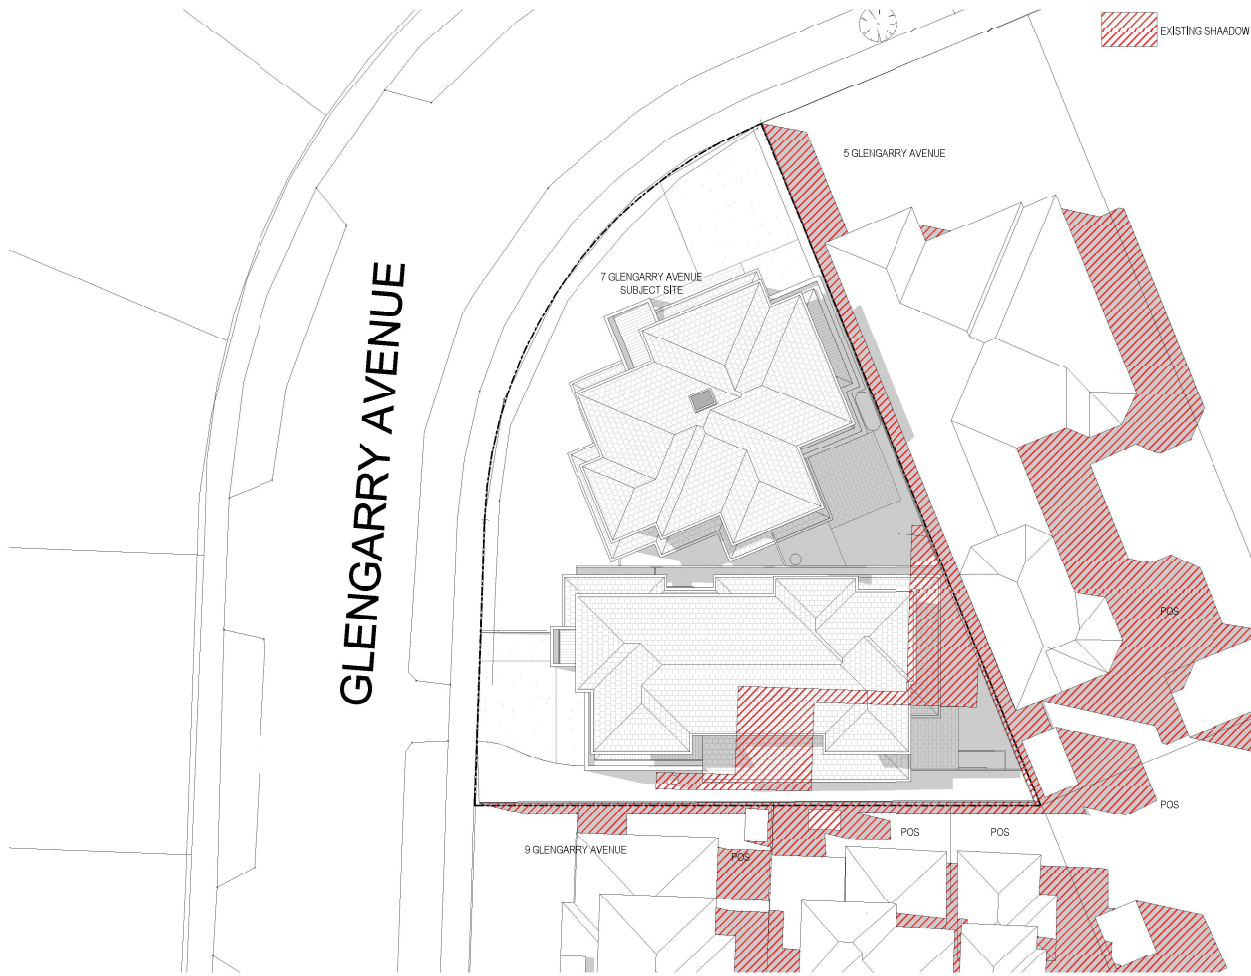 EXISTING SHAADOW
5 GLENGARRY AVENUE
7 GLENGARRY AVENUE
SUBJECT SITE
GLENGARRY AVENUE
POS
POS
POS
POS
9 GLENGARRY AVENUE
POS